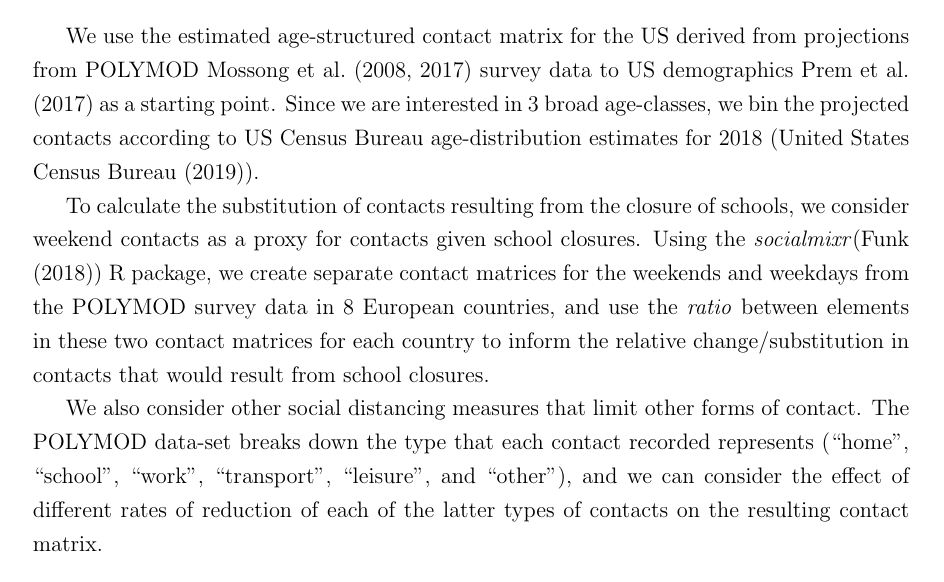 We use the estimated age-structured contact matrix for the US derived from projections
from POLYMOD Mossong et al. (2008, 2017) survey data to US demographics Prem et al.
(2017) as a starting point. Since we are interested in 3 broad age-classes, we bin the projected
contacts according to US Census Bureau age-distribution estimates for 2018 (United States
Census Bureau (2019)).
To calculate the substitution of contacts resulting from the closure of schools, we consider
weekend contacts as a proxy for contacts given school closures. Using the socialmixr(Funk
(2018)) R package, we create separate contact matrices for the weekends and weekdays from
the POLYMOD survey data in 8 European countries, and use the ratio between elements
in these two contact matrices for each country to inform the relative change/substitution in
contacts that would result from school closures.
We also consider other social distancing measures that limit other forms of contact. The
POLYMOD data-set breaks down the type that each contact recorded represents (“home”,
“school”, “work”, “transport”, “leisure”, and “other”), and we can consider the effect of
different rates of reduction of each of the latter types of contacts on the resulting contact
matrix.